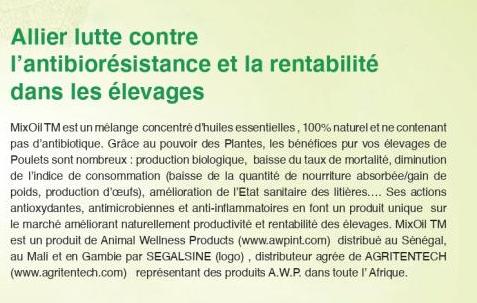 Allier lutte contre
l'antibiorésistance et la rentabilité
dans les élevages
MixOil TM est un mélange concentré d'huiles essentielles , 100% naturel et ne contenant
pas d'antibiotique. Grâce au pouvoir des Plantes, les bénéfices pur vos élevages de
Poulets sont nombreux : production biologique, baisse du taux de mortalité, diminution
de l'indice de consommation (baisse de la quantité de nourriture absorbée/gain de
poids, production d'œufs), amélioration de l'Etat sanitaire des litières.... Ses actions
antioxydantes, antimicrobiennes et anti-inflammatoires en font un produit unique sur
le marché améliorant naturellement productivité et rentabilité des élevages. MixOil TM
est un produit de Animal Wellness Products (www.awpint.com) distribué au Sénégal,
au Mali et en Gambie par SEGALSINE (logo) , distributeur agrée de AGRITENTECH
(www.agritentech.com) représentant des produits A.W.P. dans toute l' Afrique.